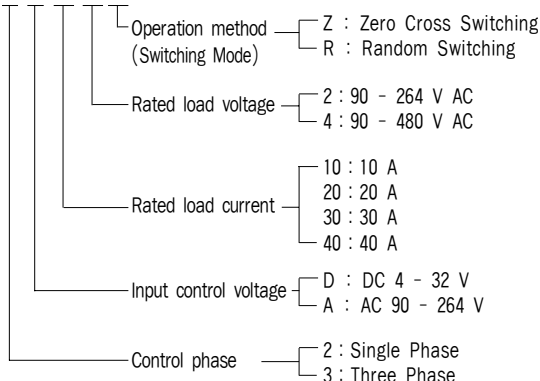 Operation method
(Switching Mode)
Z : Zero Cross Switching
R : Random Switching
Rated load voltage
2 : 90 - 264 V AC
4 : 90 - 480 V AC
Rated load current
10 : 10 A
20 : 20 A
30 : 30 A
40 : 40 A
Input control voltage
D : DC 4 - 32 V
A : AC 90 - 264 V
Control phase
2 : Single Phase
3 : Three Phase